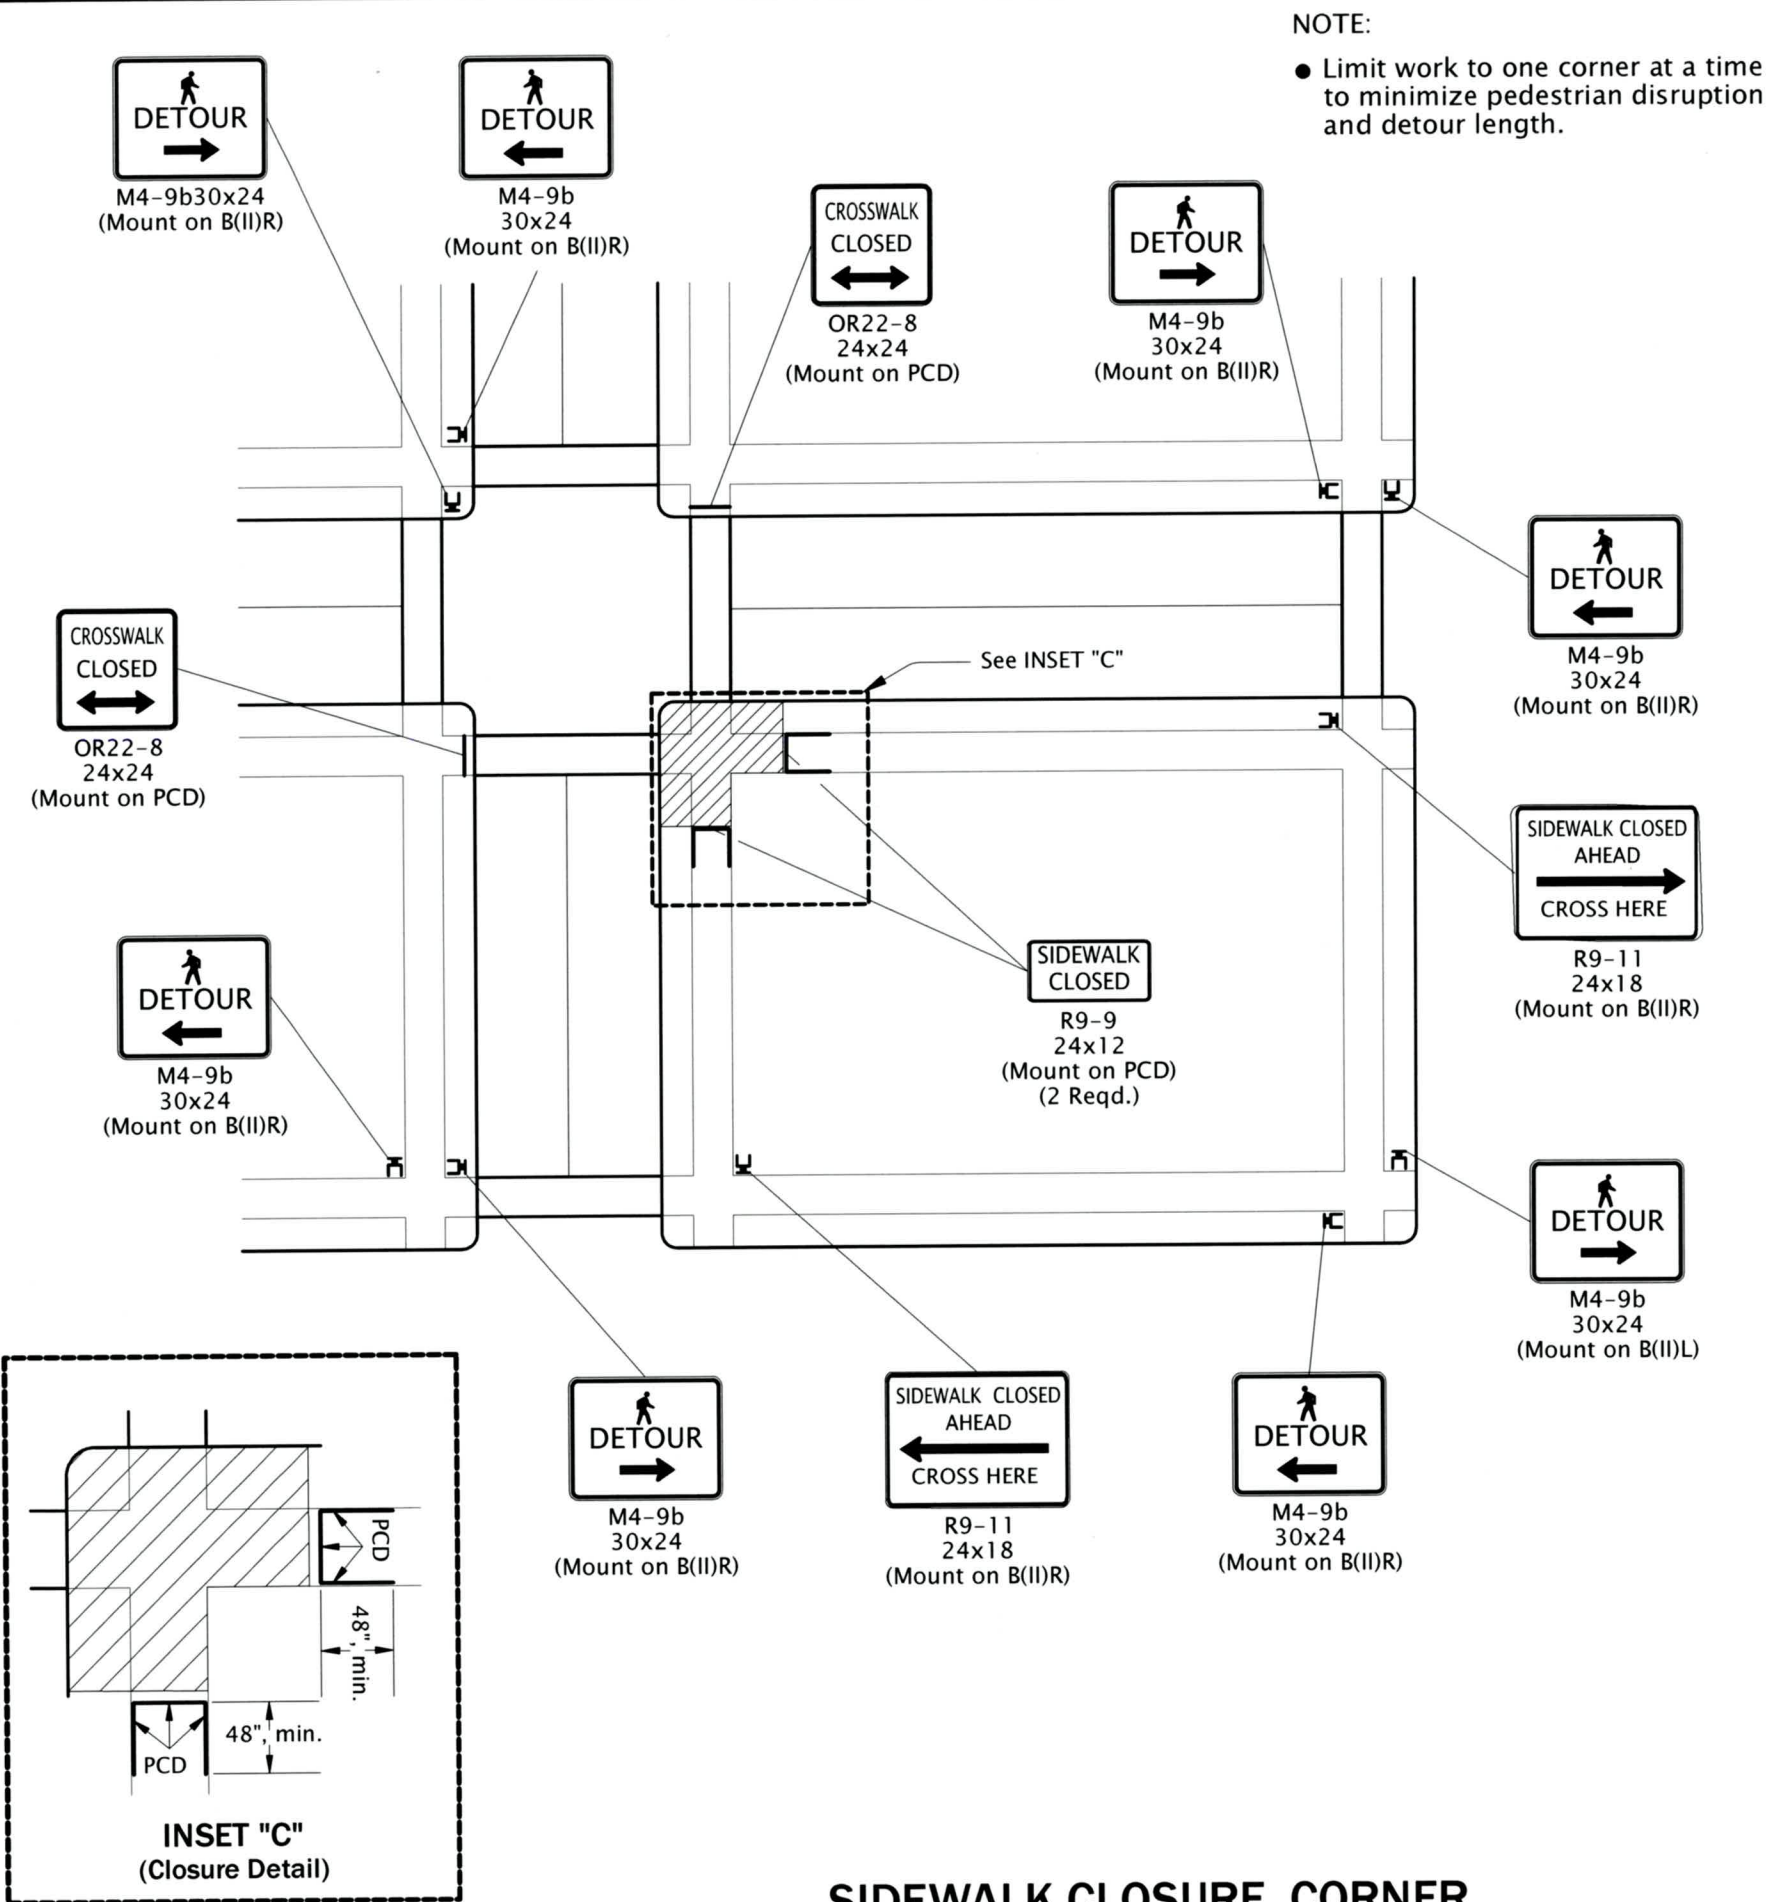 NOTE:
● Limit work to one corner at a time
to minimize pedestrian disruption
and detour length.
DETOUR
M4-9b30x24
(Mount on B(II)R)
DETOUR
M4-9b
30x24
(Mount on B(II)R)
CROSSWALK
CLOSED
OR22-8
24x24
(Mount on PCD)
DETOUR
M4-9b
30x24
(Mount on B(II)R)
DETOUR
M4-9b
30x24
(Mount on B(II)R)
CROSSWALK
CLOSED
OR22-8
24x24
(Mount on PCD)
See INSET "C"
SIDEWALK CLOSED
AHEAD
CROSS HERE
R9-11
24x18
(Mount on B(II)R)
DETOUR
M4-9b
30x24
(Mount on B(II)R)
SIDEWALK
CLOSED
R9-9
24x12
(Mount on PCD)
(2 Reqd.)
DETOUR
M4-9b
30x24
(Mount on B(II)L)
DETOUR
M4-9b
30x24
(Mount on B(II)R)
SIDEWALK CLOSED
AHEAD
CROSS HERE
R9-11
24x18
(Mount on B(II)R)
DETOUR
M4-9b
30x24
(Mount on B(II)R)
PCD
48", min.
48", min.
PCD
INSET "C"
(Closure Detail)
SIDEWALK CLOSURE, CORNER